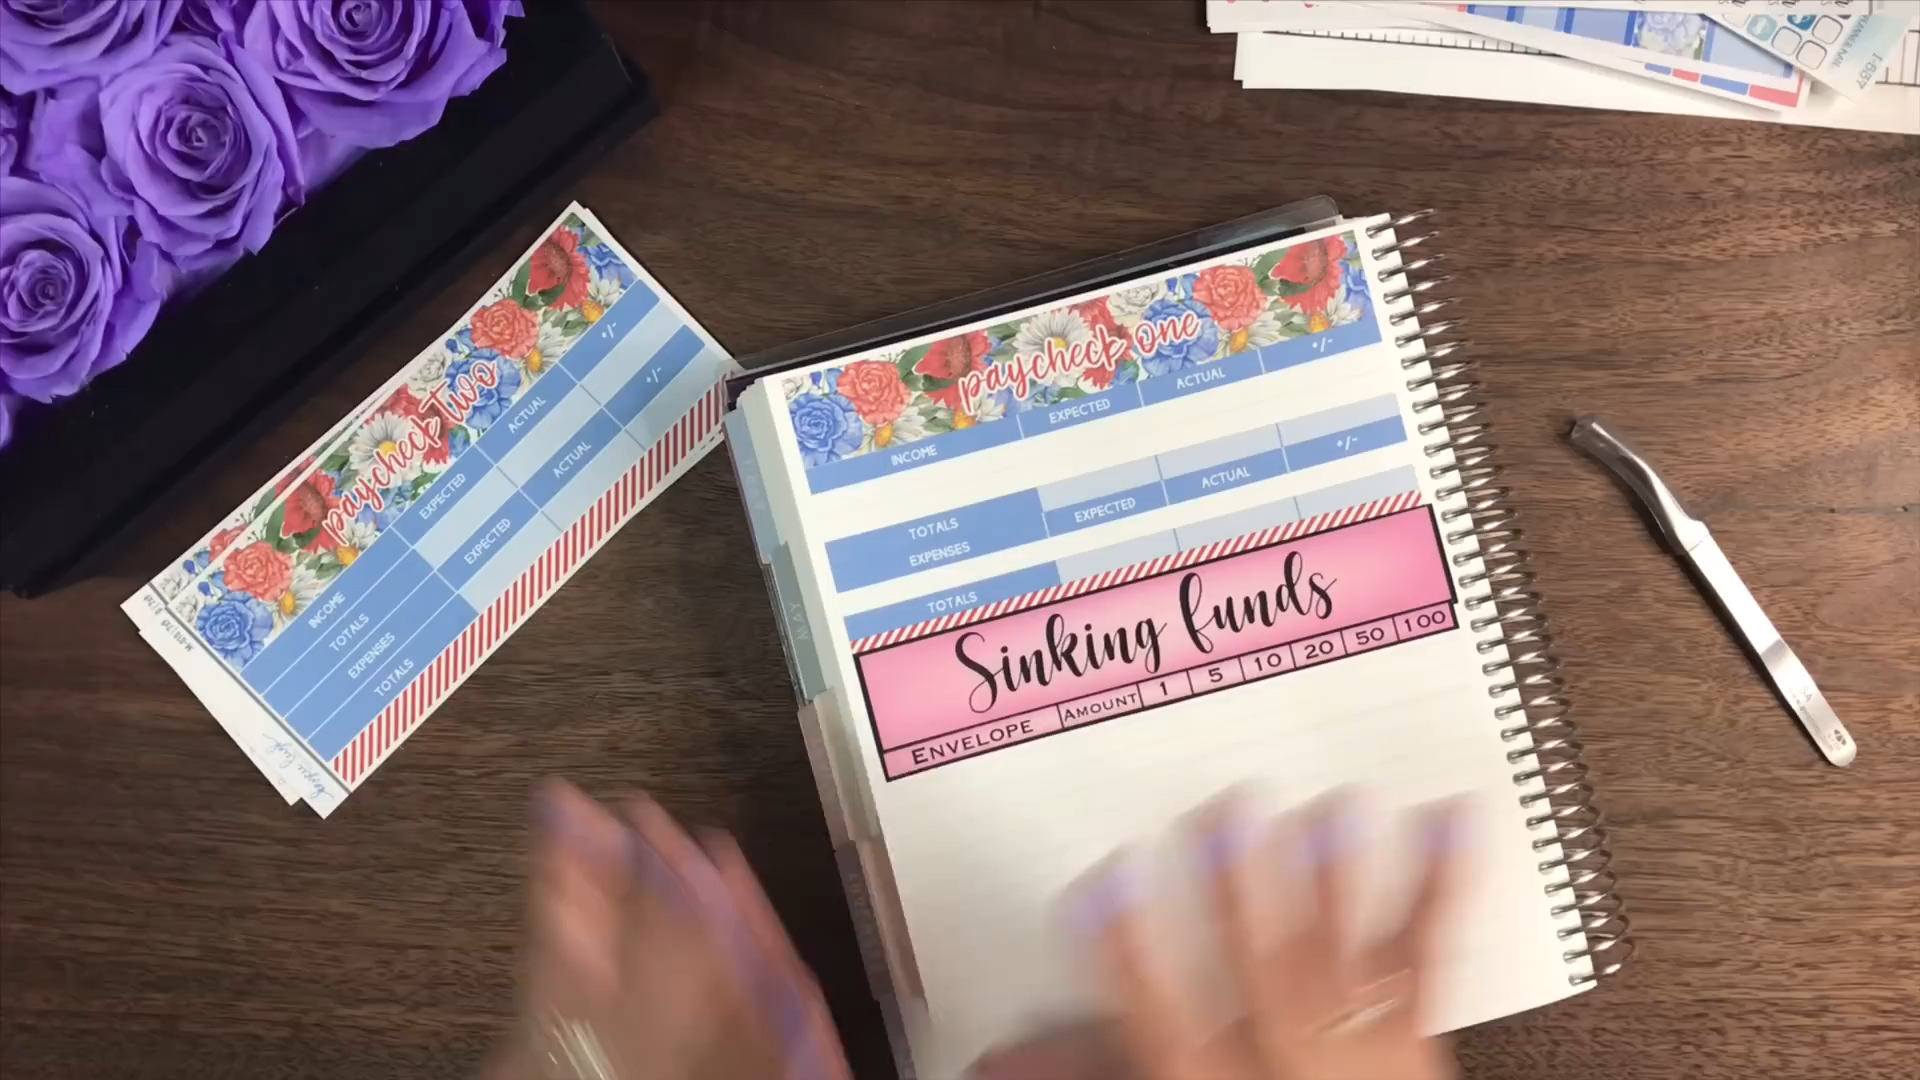 paycheck two
INCOME EXPECTED ACTUAL +/-
TOTALS
EXPENSES EXPECTED ACTUAL +/-
TOTALS
paycheck one
INCOME EXPECTED ACTUAL +/-
TOTALS
EXPENSES EXPECTED ACTUAL +/-
TOTALS
Sinking funds
ENVELOPE AMOUNT 1 5 10 20 50 100
MAY